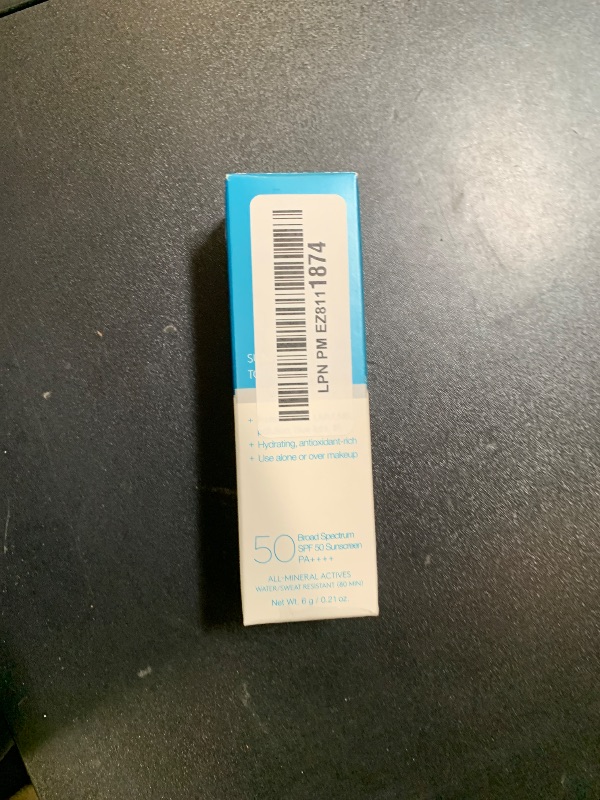 LPN PM EZ8111874
+ Hydrating, antioxidant-rich
+ Use alone or over makeup
50
Broad Spectrum
SPF 50 Sunscreen
PA++++
ALL-MINERAL ACTIVES
WATER/SWEAT RESISTANT (80 MIN)
Net Wt. 6 g / 0.21 oz.